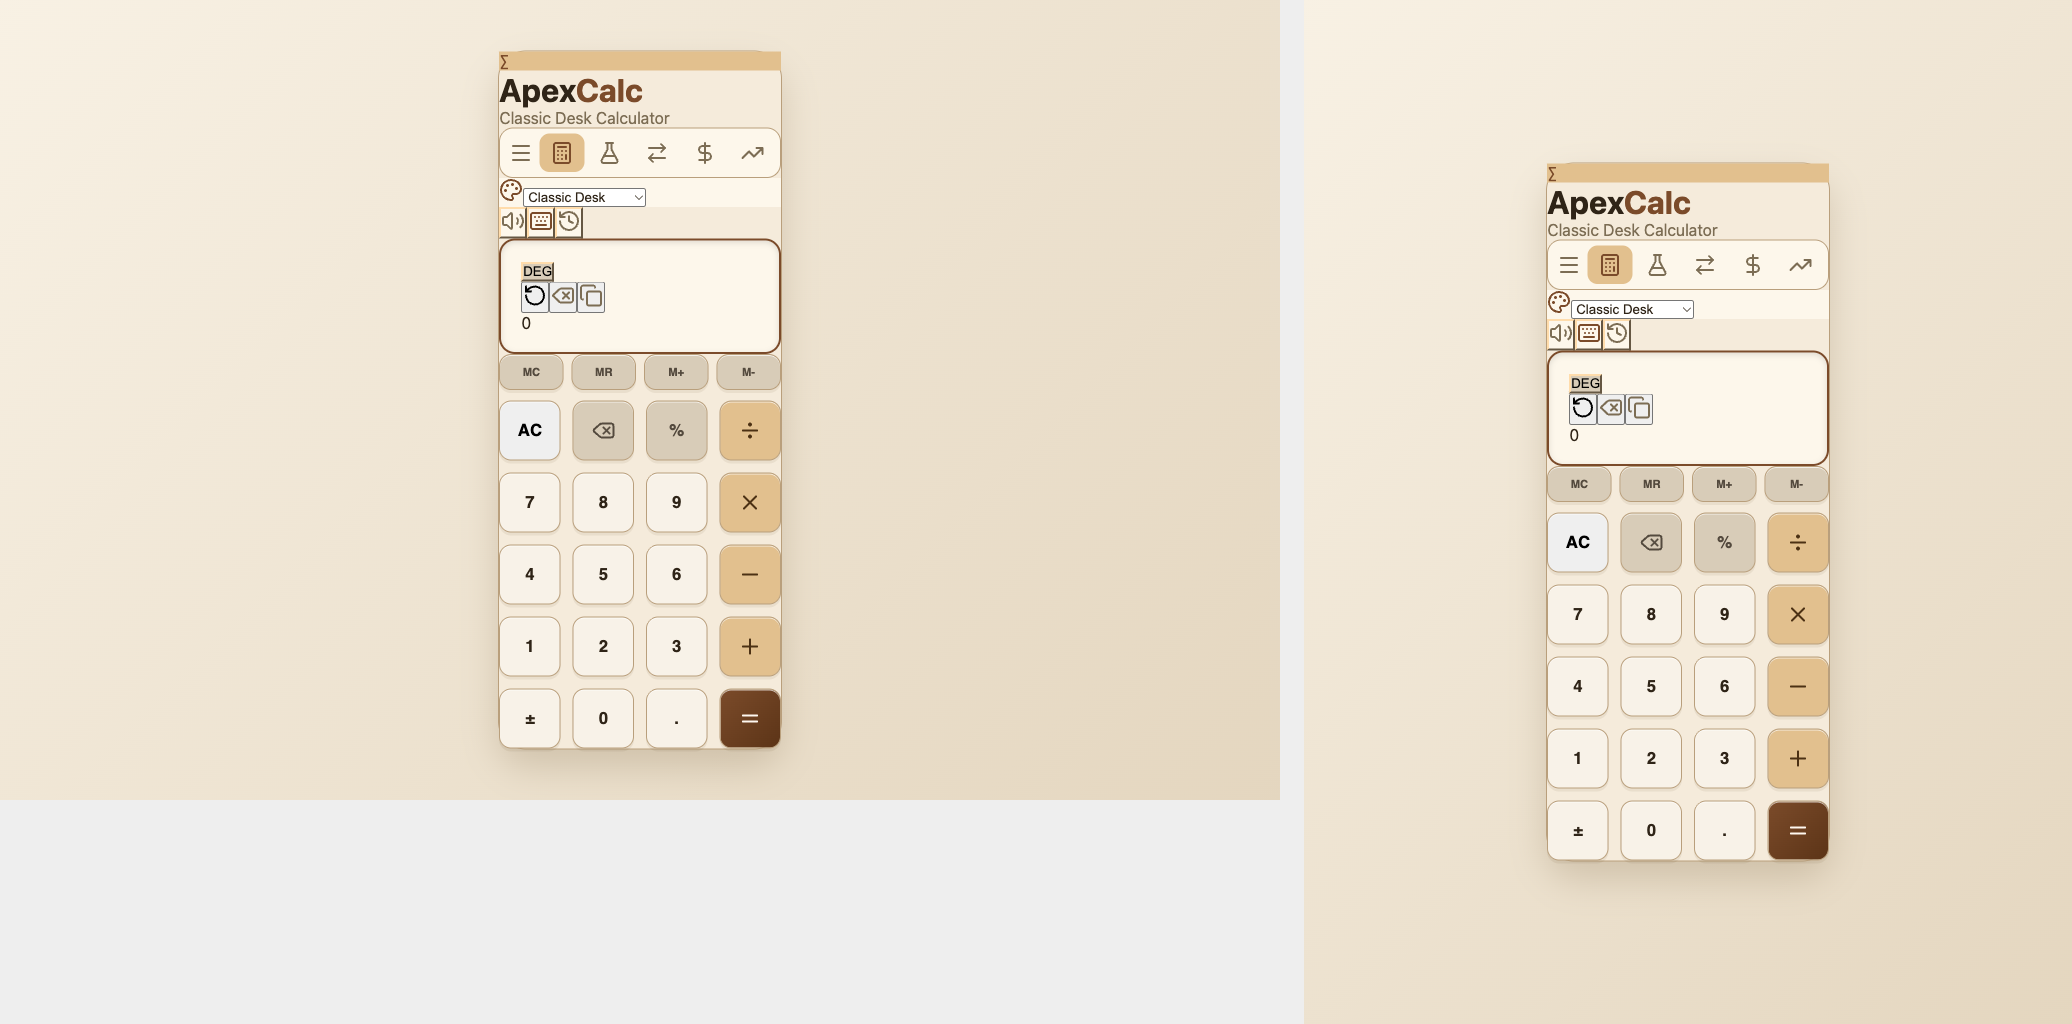 ∑
ApexCalc
Classic Desk Calculator
Classic Desk
DEG
0
MC MR M+ M-
AC % ÷
7 8 9 ×
4 5 6 −
1 2 3 +
± 0 . =
∑
ApexCalc
Classic Desk Calculator
Classic Desk
DEG
0
MC MR M+ M-
AC % ÷
7 8 9 ×
4 5 6 −
1 2 3 +
± 0 . =